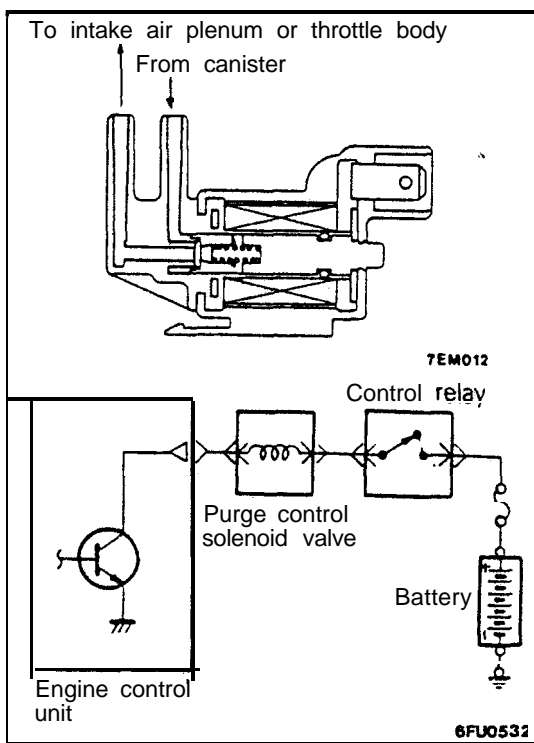 To intake air plenum or throttle body
From canister
7EM012
Control relay
Purge control
solenoid valve
Battery
+
-
Engine control
unit
6FU0532